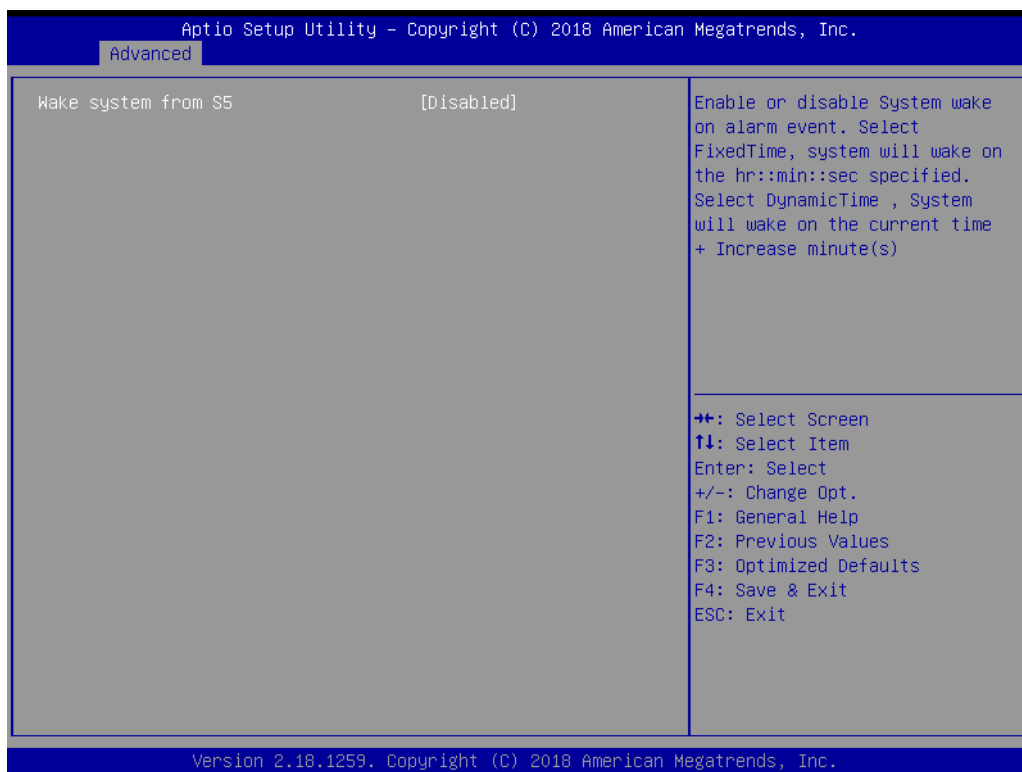 Aptio Setup Utility – Copyright (C) 2018 American Megatrends, Inc.
Advanced
Wake system from S5 [Disabled]
Enable or disable System wake
on alarm event. Select
FixedTime, system will wake on
the hr::min::sec specified.
Select DynamicTime , System
will wake on the current time
+ Increase minute(s)
→←: Select Screen
↑↓: Select Item
Enter: Select
+/-: Change Opt.
F1: General Help
F2: Previous Values
F3: Optimized Defaults
F4: Save & Exit
ESC: Exit
Version 2.18.1259. Copyright (C) 2018 American Megatrends, Inc.